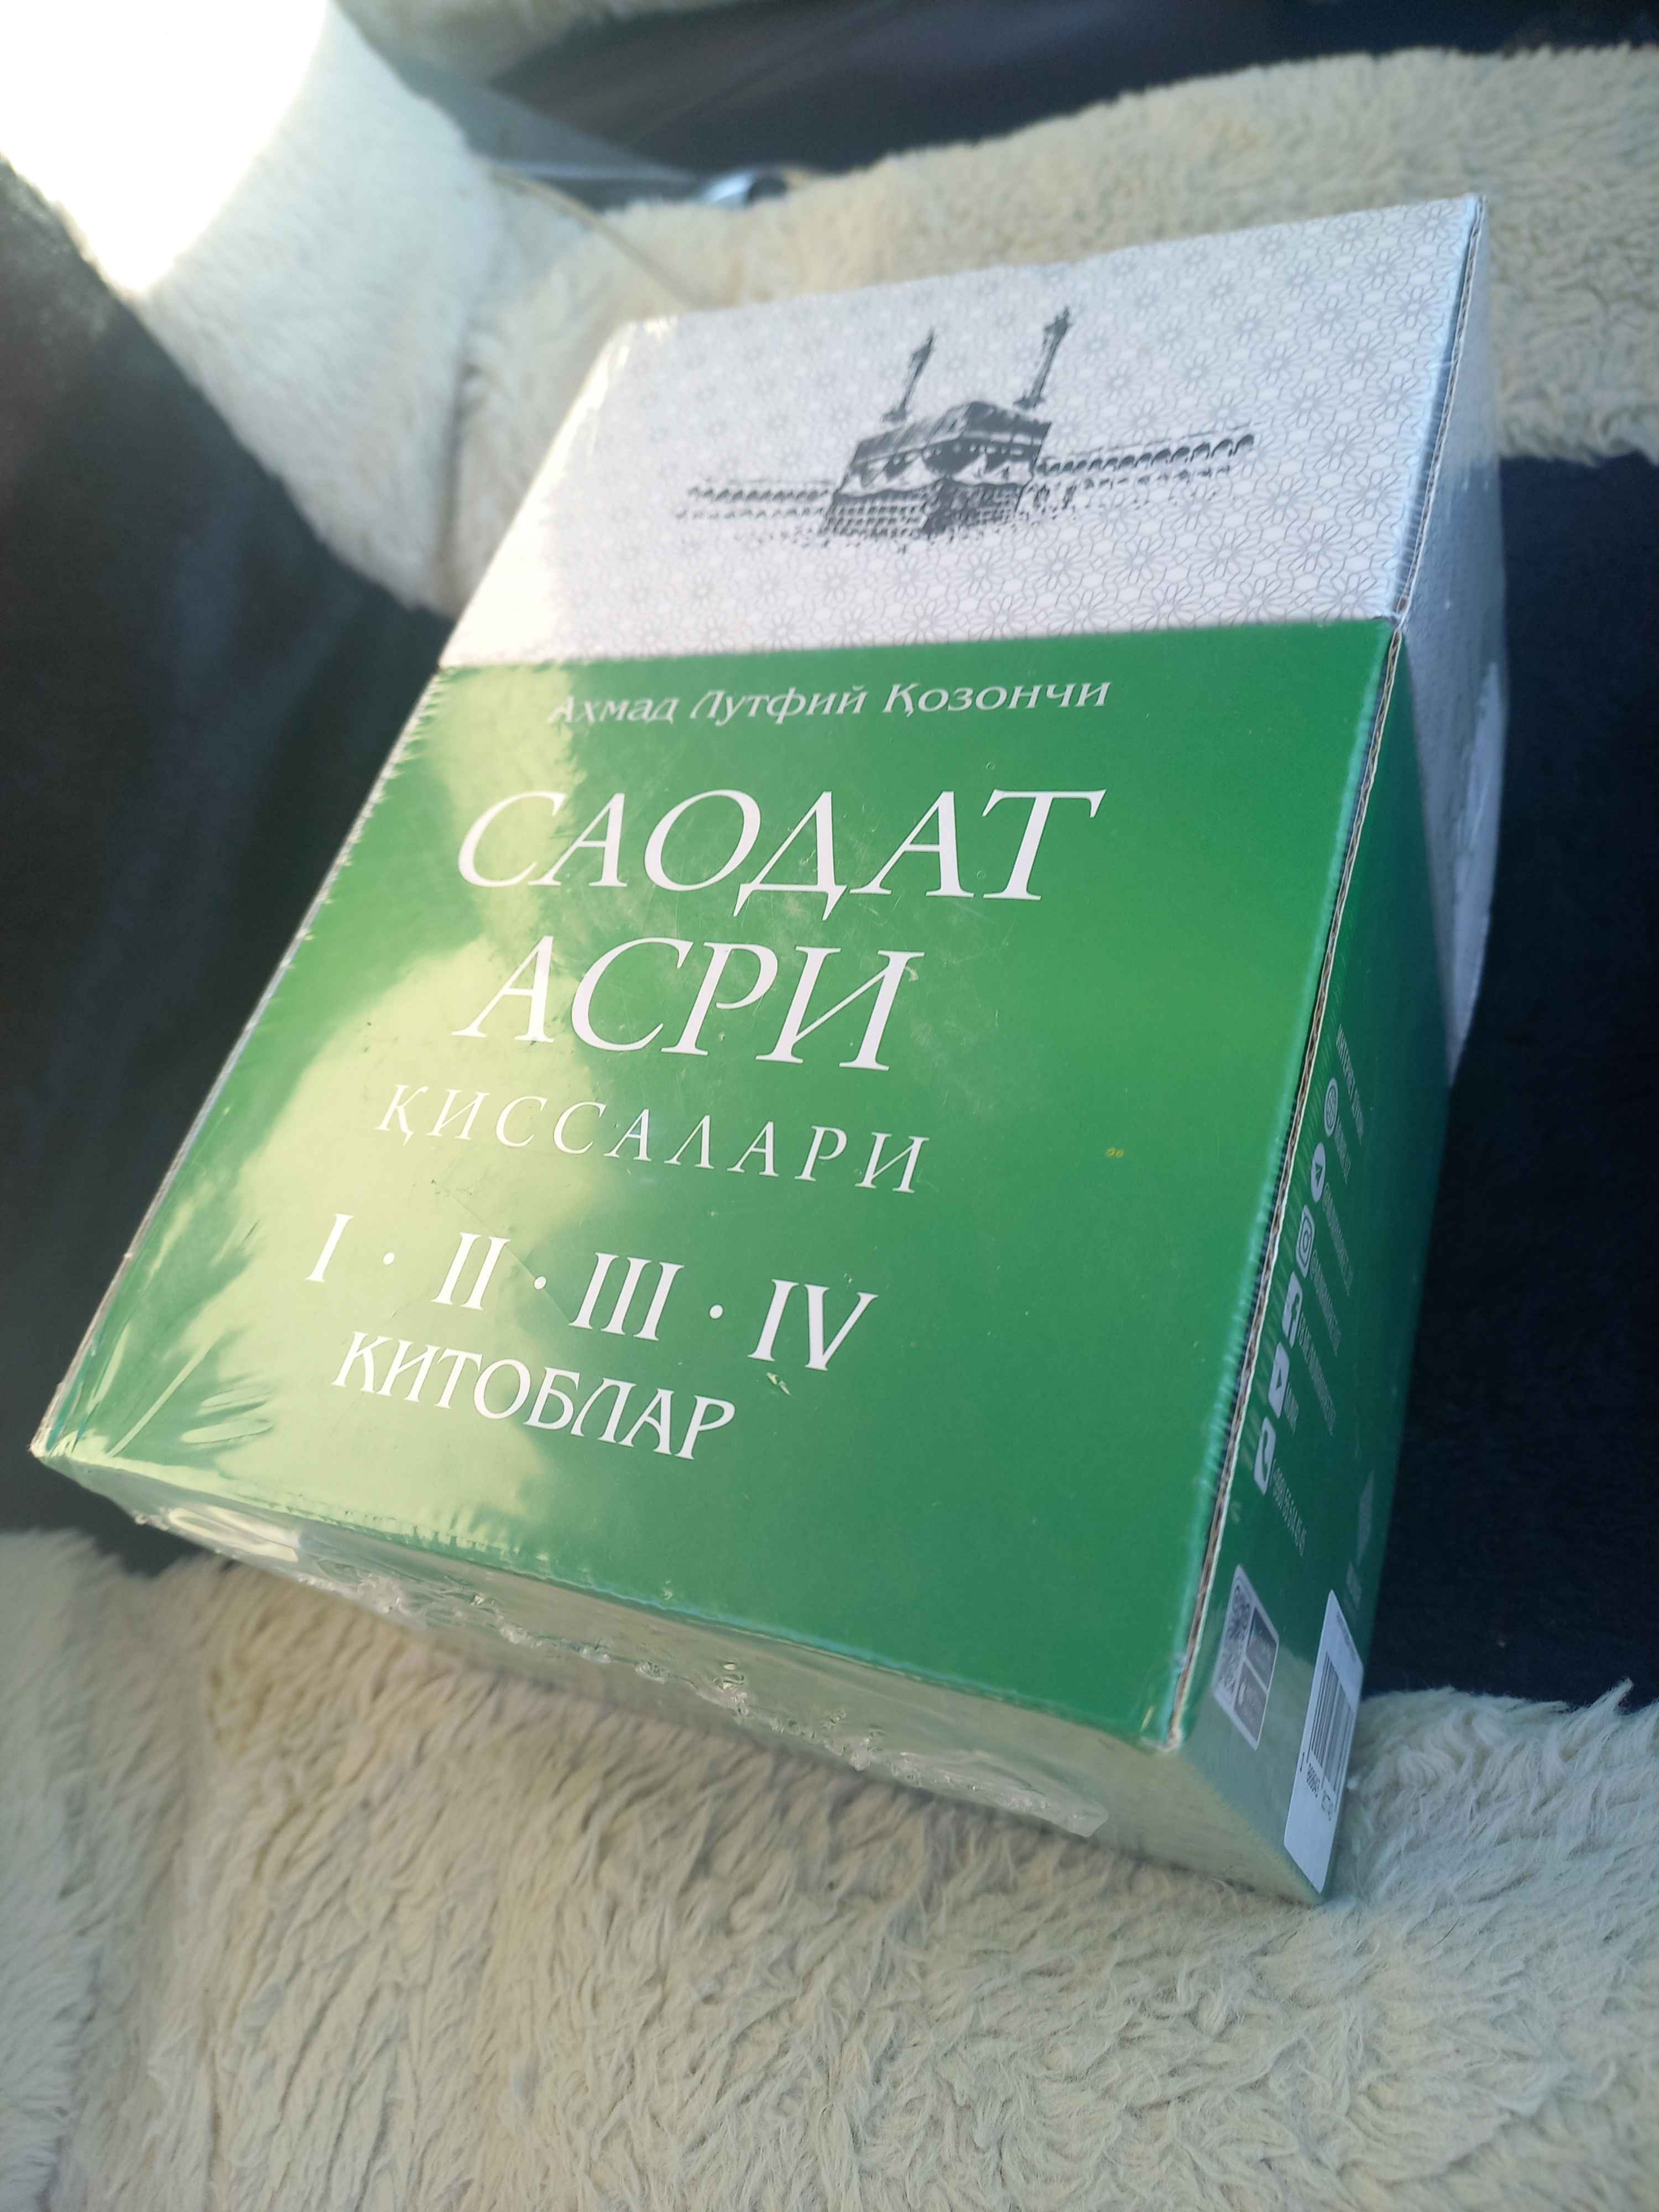 Аҳмад Лутфий Қозончи
САОДАТ
АСРИ
ҚИССАЛАРИ
I · II · III · IV
КИТОБЛАР